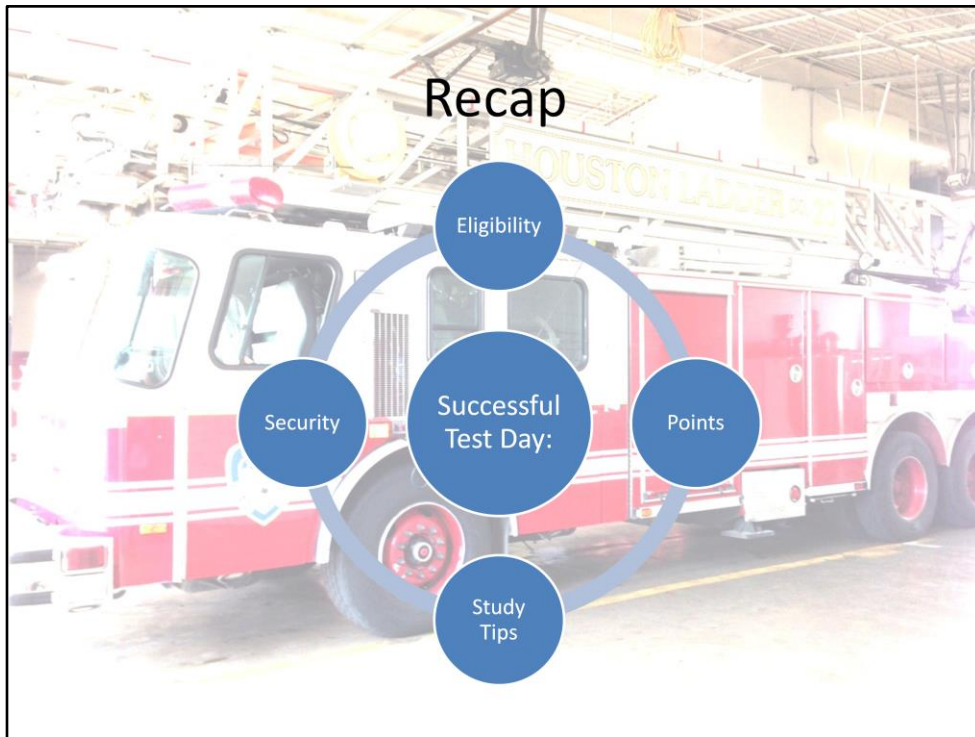 Recap
HOUSTON LADDER
Eligibility
Security
Successful
Test Day:
Points
Study
Tips